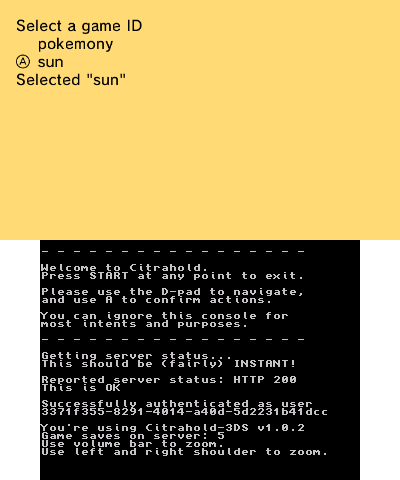 Select a game ID
pokemony
Ⓐ sun
Selected "sun"
- - - - - - - - - - - - - - - - -
Welcome to Citrahold.
Press START at any point to exit.
Please use the D-pad to navigate,
and use A to confirm actions.
You can ignore this console for
most intents and purposes.
- - - - - - - - - - - - - - - - -
Getting server status...
This should be (fairly) INSTANT!
Reported server status: HTTP 200
This is OK
Successfully authenticated as user
3371f355-8291-4014-a40d-5d2231b41dcc
You're using Citrahold-3DS v1.0.2
Game saves on server: 5
Use volume bar to zoom.
Use left and right shoulder to zoom.